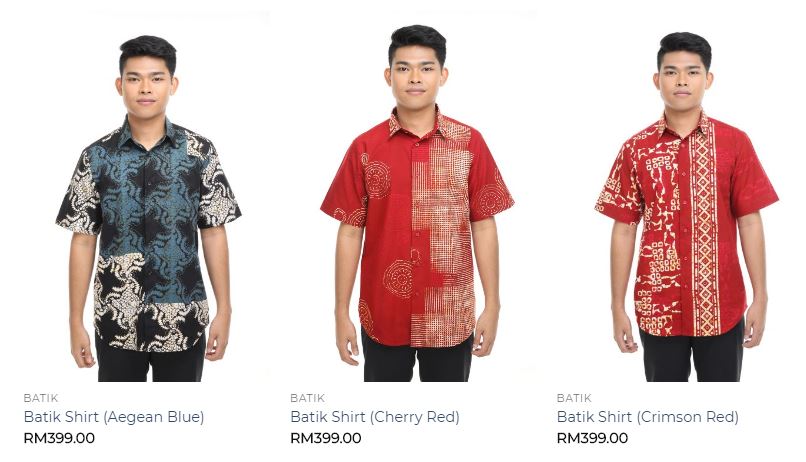 BATIK
Batik Shirt (Aegean Blue)
RM399.00
BATIK
Batik Shirt (Cherry Red)
RM399.00
BATIK
Batik Shirt (Crimson Red)
RM399.00